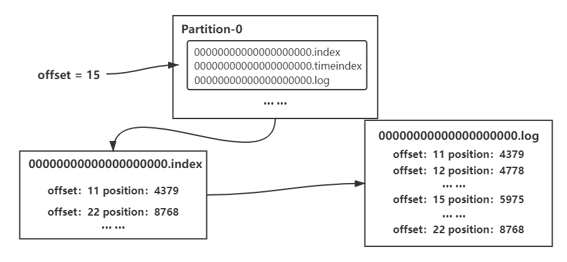 Partition-0
00000000000000000000.index
00000000000000000000.timeindex
00000000000000000000.log
... ...
offset = 15
00000000000000000000.index
offset: 11 position: 4379
offset: 22 position: 8768
... ...
00000000000000000000.log
offset: 11 position: 4379
offset: 12 position: 4778
... ...
offset: 15 position: 5975
... ...
offset: 22 position: 8768